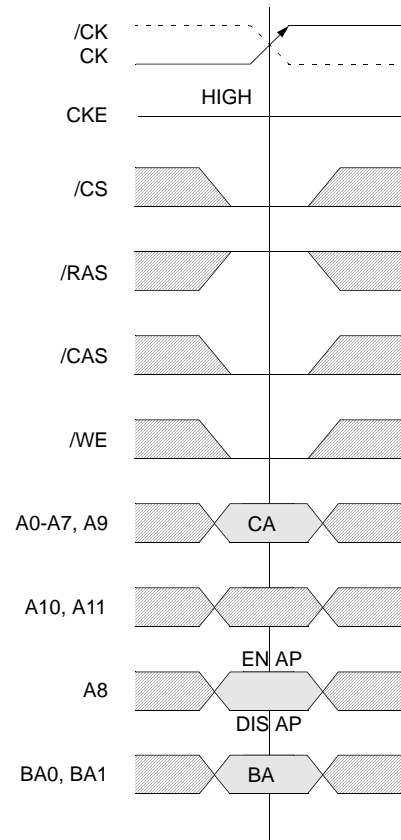 /CK
CK
HIGH
CKE
/CS
/RAS
/CAS
/WE
A0-A7, A9
CA
A10, A11
EN AP
A8
DIS AP
BA0, BA1
BA